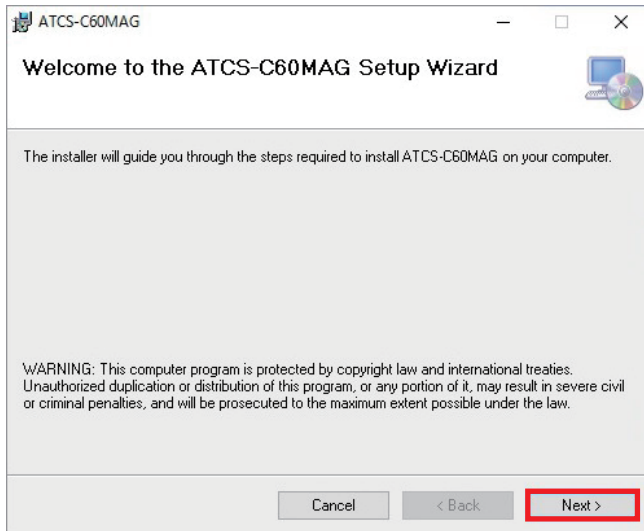 ATCS-C60MAG
Welcome to the ATCS-C60MAG Setup Wizard
The installer will guide you through the steps required to install ATCS-C60MAG on your computer.
WARNING: This computer program is protected by copyright law and international treaties.
Unauthorized duplication or distribution of this program, or any portion of it, may result in severe civil
or criminal penalties, and will be prosecuted to the maximum extent possible under the law.
Cancel
< Back
Next >